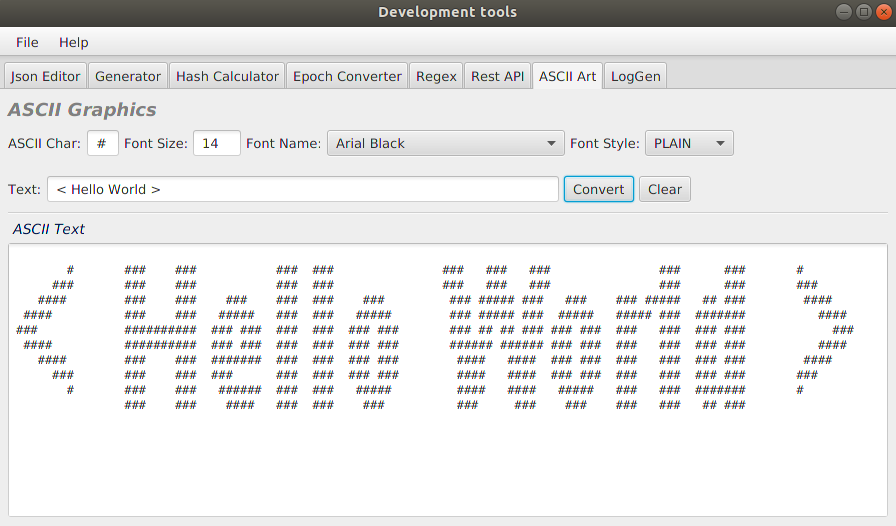 Development tools
File Help
Json Editor Generator Hash Calculator Epoch Converter Regex Rest API ASCII Art LogGen
ASCII Graphics
ASCII Char: # Font Size: 14 Font Name: Arial Black Font Style: PLAIN
Text: < Hello World > Convert Clear
ASCII Text
       #       ###    ###           ### ###               ###   ###   ###               ###      ###       #
     ###       ###    ###           ### ###               ###   ###   ###               ###      ###       ###
   ####        ###    ###    ###    ### ###    ###         ### ##### ###   ###    ### #####   ## ###        ####
 ####          ###    ###   #####   ### ###   #####        ### ##### ###  #####   ##### ###  #######          ####
###            ##########  ### ###  ### ###  ### ###       ### ## ## ### ### ###  ###   ###  ### ###            ###
 ####          ##########  ### ###  ### ###  ### ###       ###### ###### ### ###  ###   ###  ### ###          ####
   ####        ###    ###  #######  ### ###  ### ###        ####   ####  ### ###  ###   ###  ### ###        ####
     ###       ###    ###  ###      ### ###  ### ###        ####   ####  ### ###  ###   ###  ### ###       ###
       #       ###    ###   ######  ### ###   #####         ####   ####   #####   ###   ###  #######       #
               ###    ###    ####   ### ###    ###          ###     ###    ###    ###   ###   ## ###